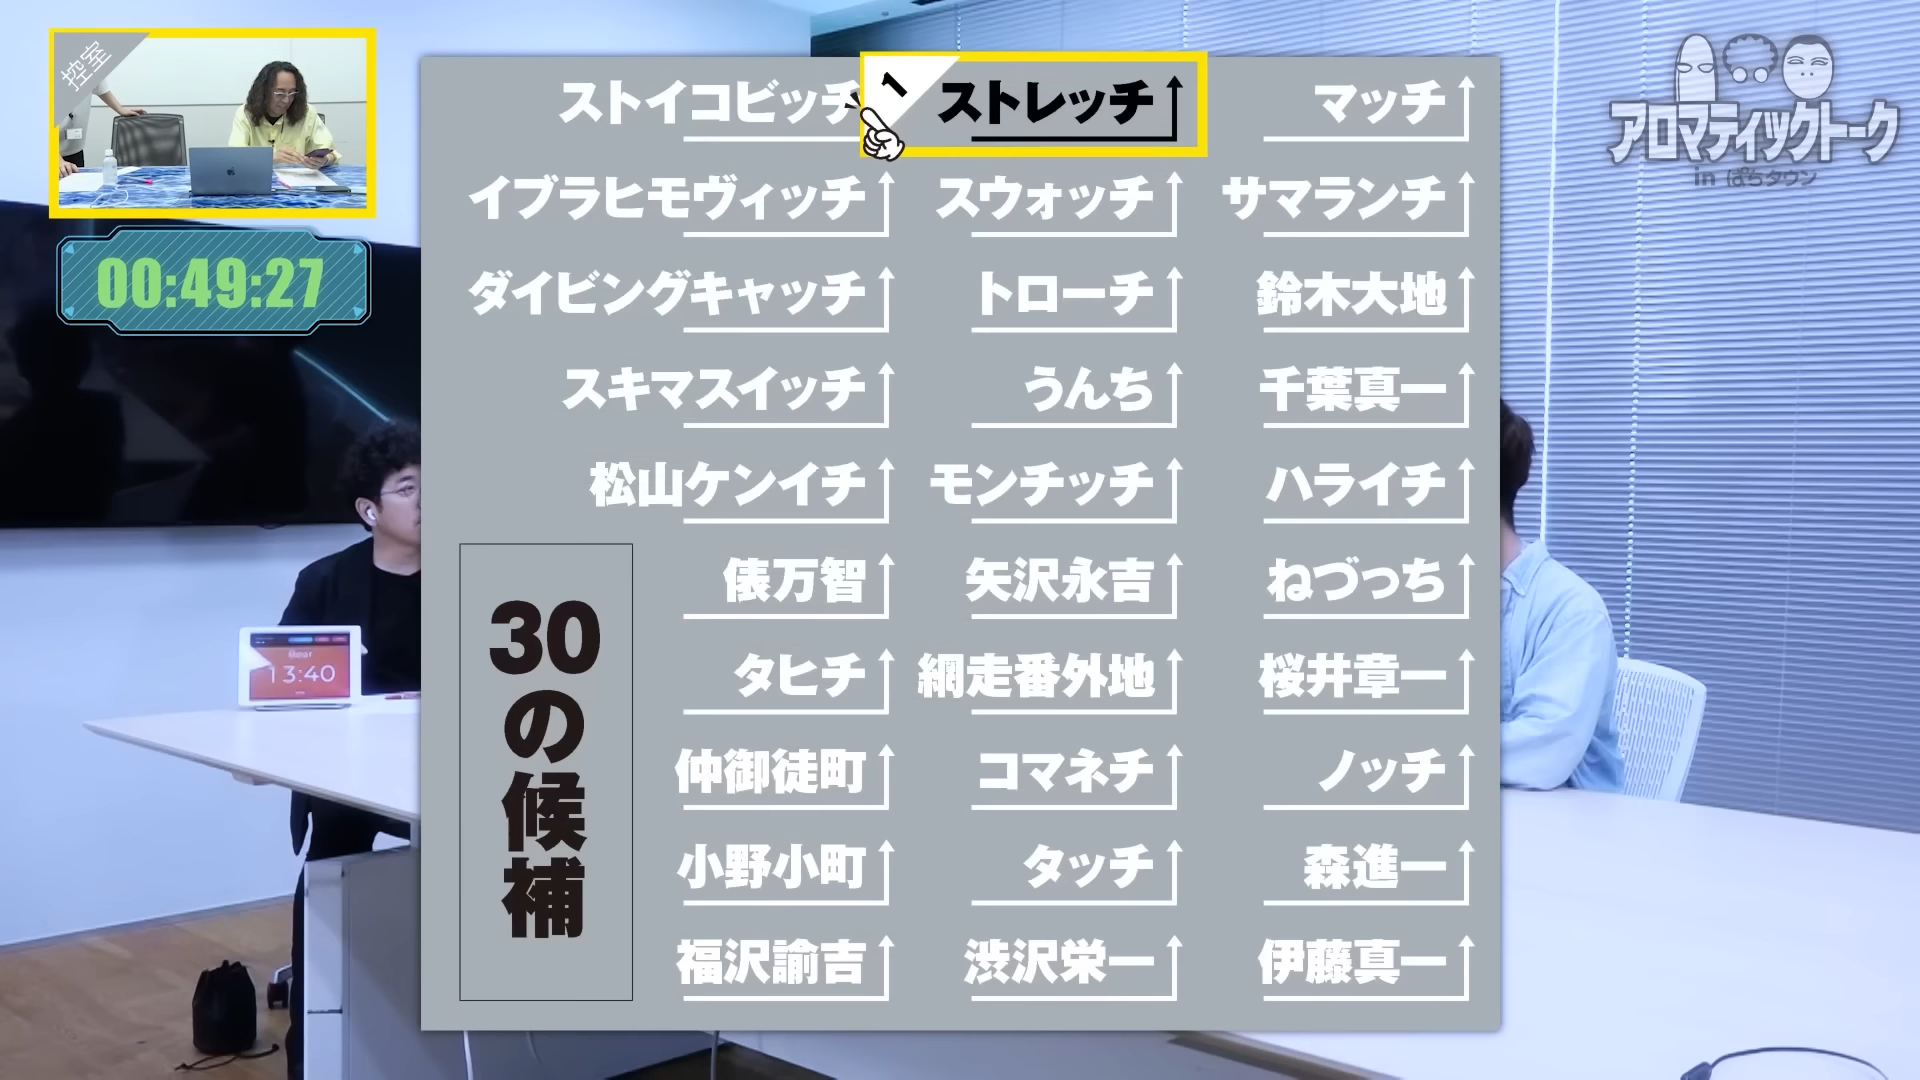 控室
00:49:27
アロマティックトーク
in ぱちタウン
13:40
30の候補
ストイコビッチ
1
ストレッチ
マッチ
イブラヒモヴィッチ
スウォッチ
サマランチ
ダイビングキャッチ
トローチ
鈴木大地
スキマスイッチ
うんち
千葉真一
松山ケンイチ
モンチッチ
ハライチ
俵万智
矢沢永吉
ねづっち
タヒチ
網走番外地
桜井章一
仲御徒町
コマネチ
ノッチ
小野小町
タッチ
森進一
福沢諭吉
渋沢栄一
伊藤真一